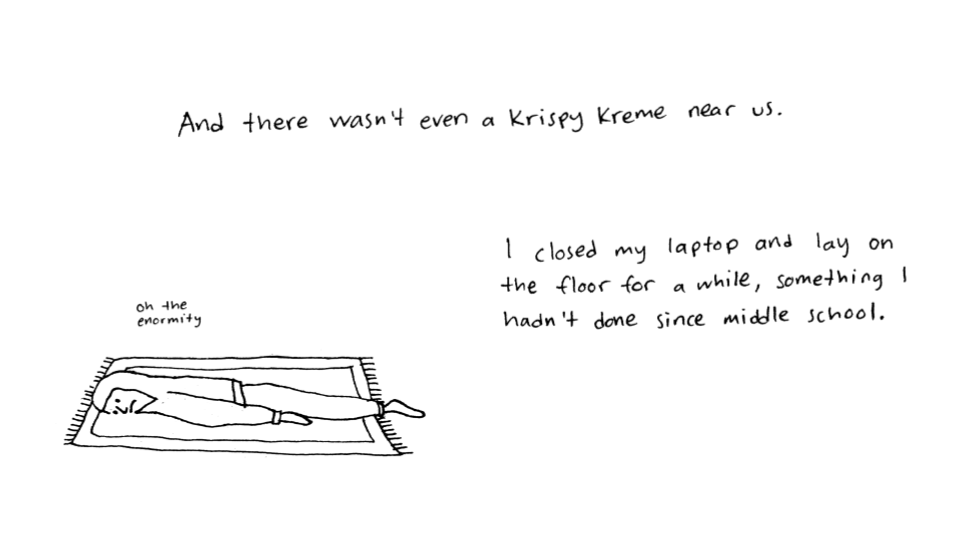 And there wasn't even a Krispy Kreme near us.
I closed my laptop and lay on
the floor for a while, something I
hadn't done since middle school.
oh the
enormity